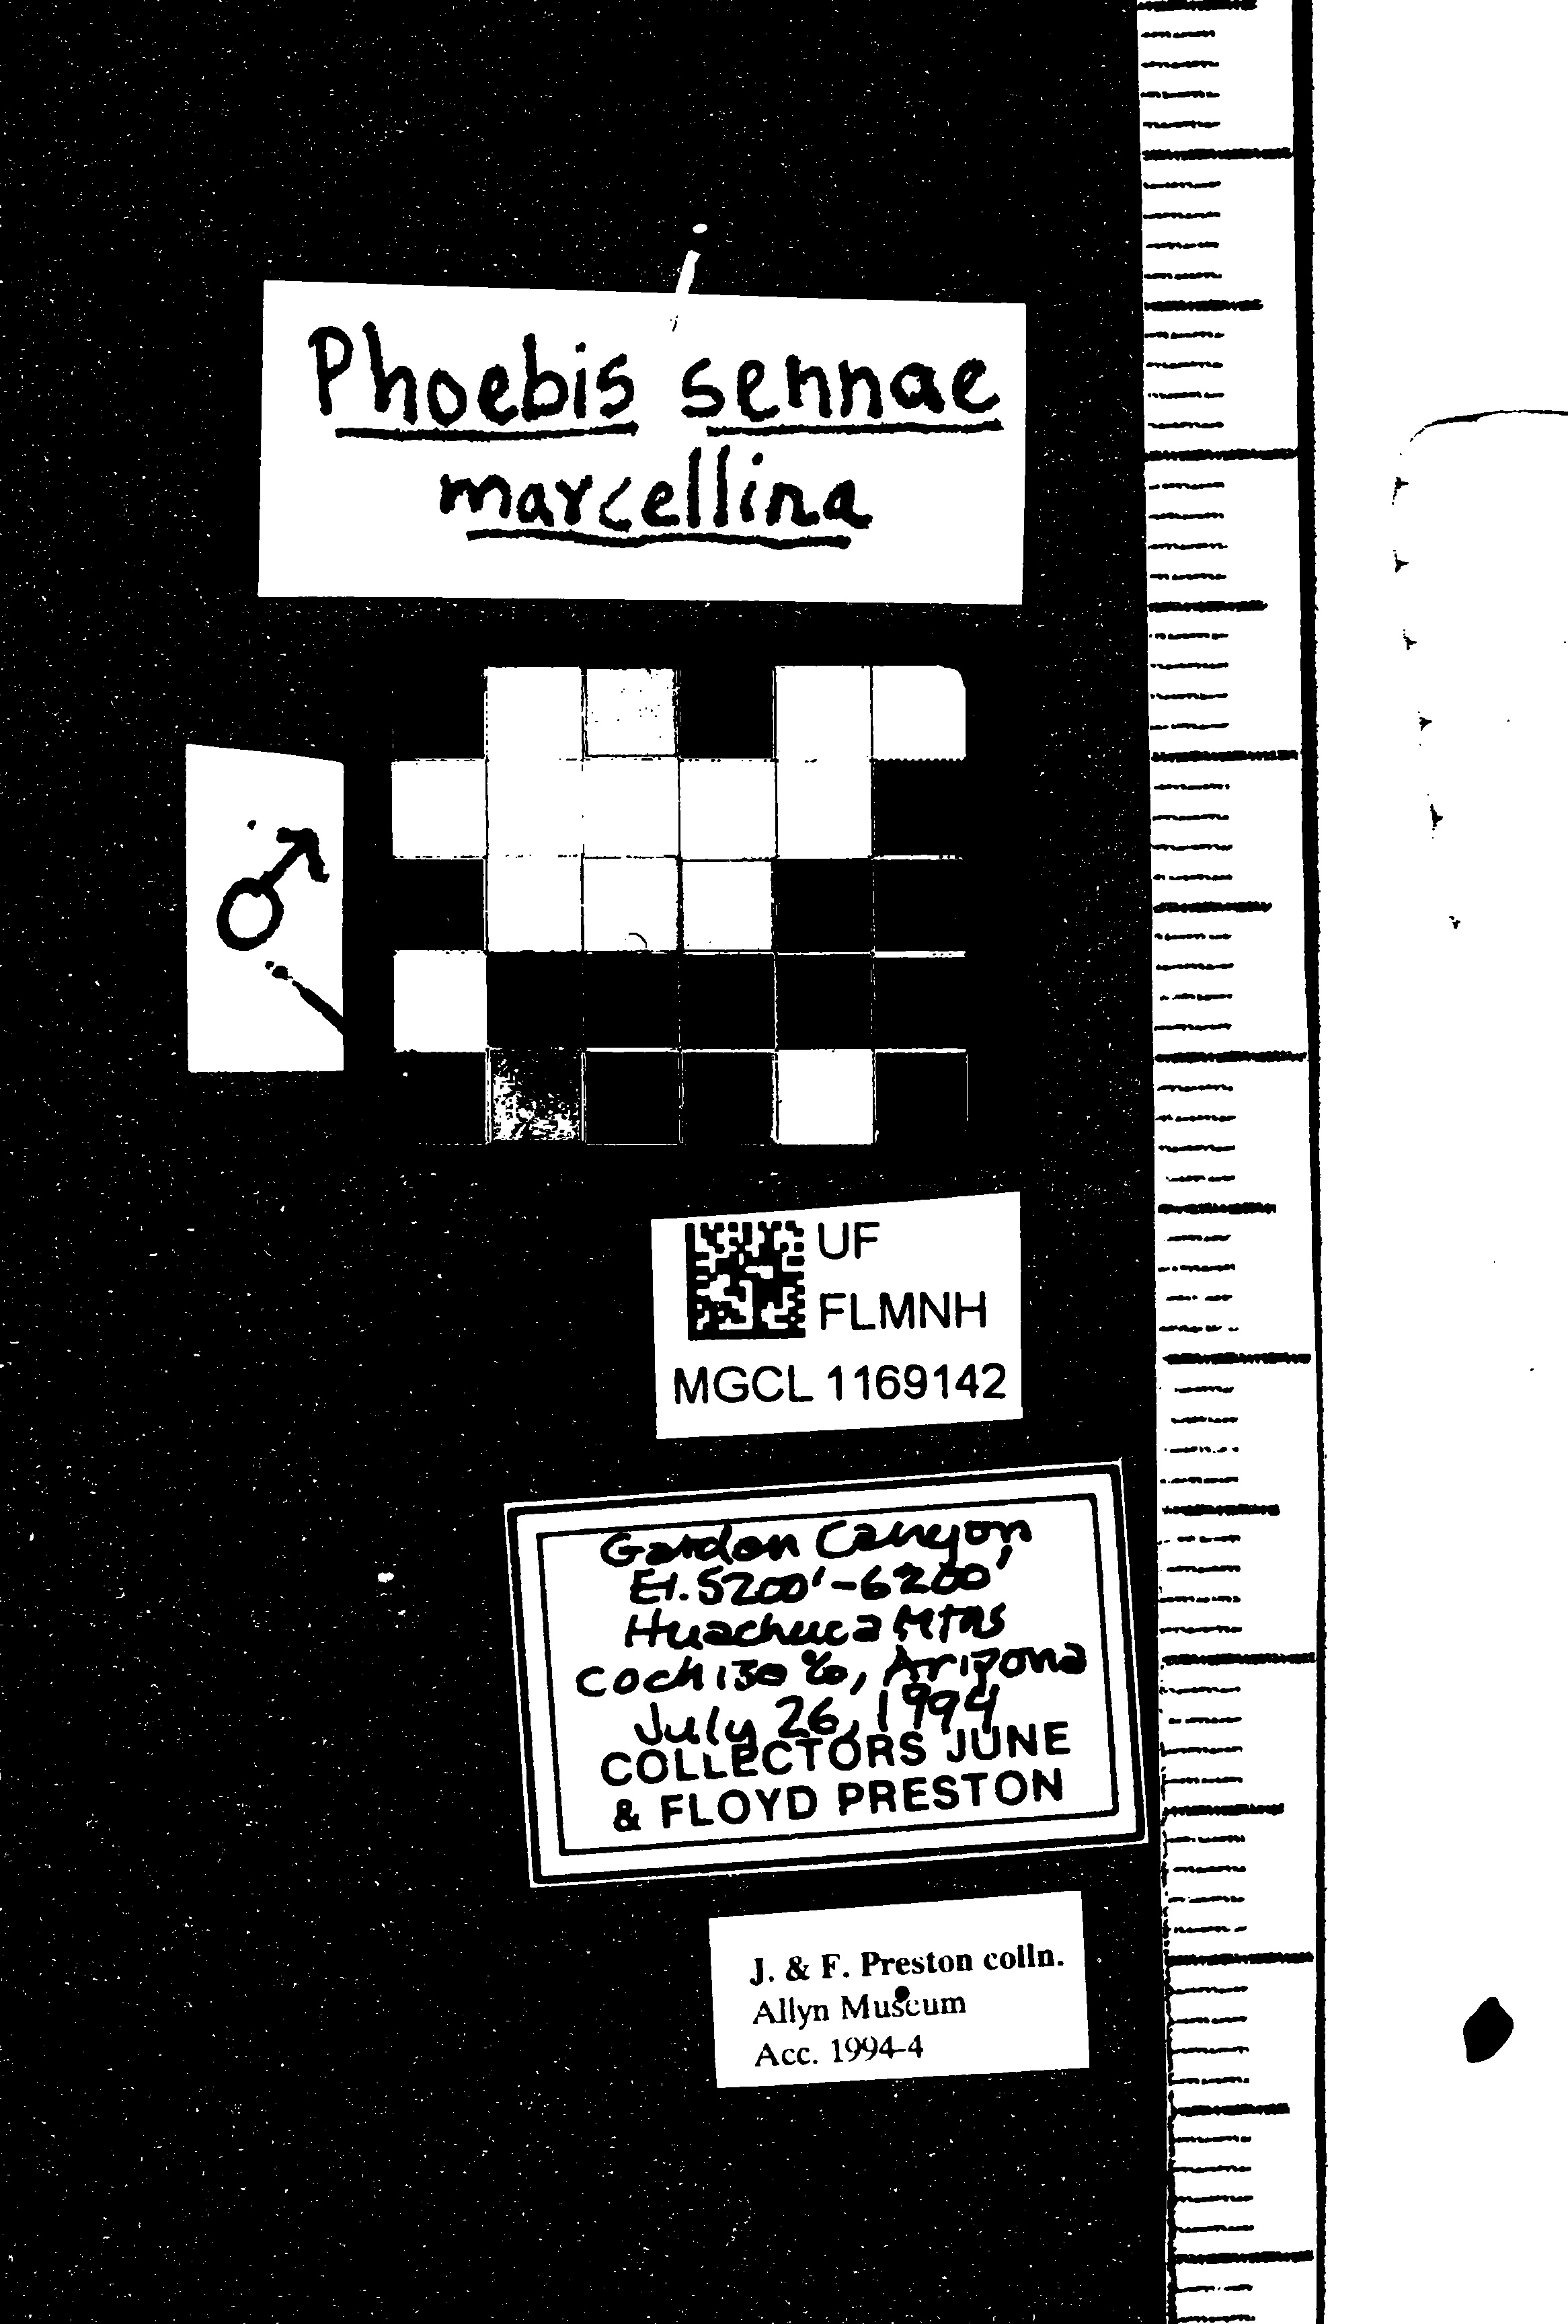 Phoebis sennae
marcellina
♂
UF
FLMNH
MGCL 1169142
Garden Canyon
El. 5200'-6200'
Huachuca Mtns
Cochise Co, Arizona
July 26, 1994
COLLECTORS JUNE
& FLOYD PRESTON
J. & F. Preston colln.
Allyn Museum
Acc. 1994-4